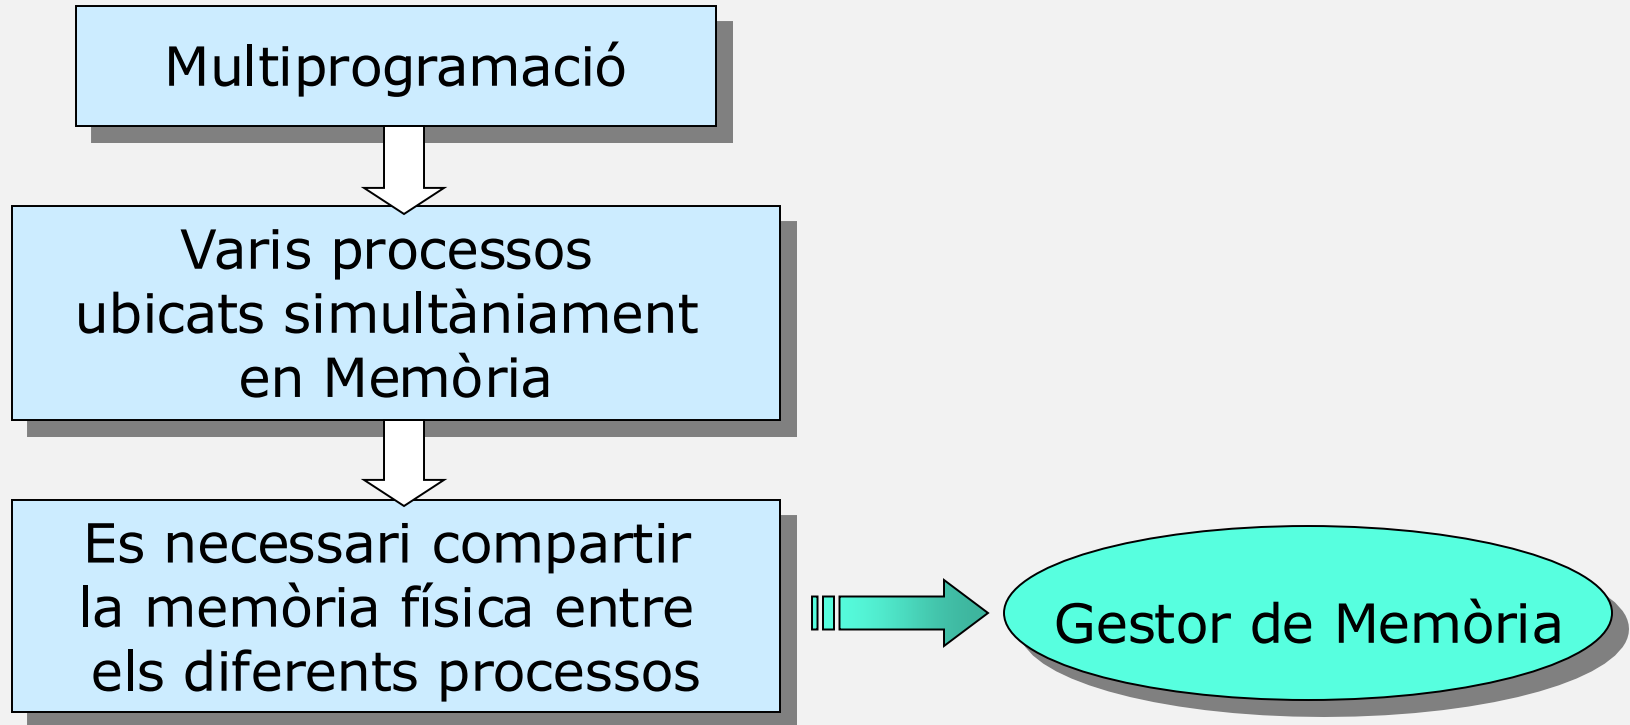 Multiprogramació
Varis processos
ubicats simultàniament
en Memòria
Es necessari compartir
la memòria física entre
els diferents processos
Gestor de Memòria